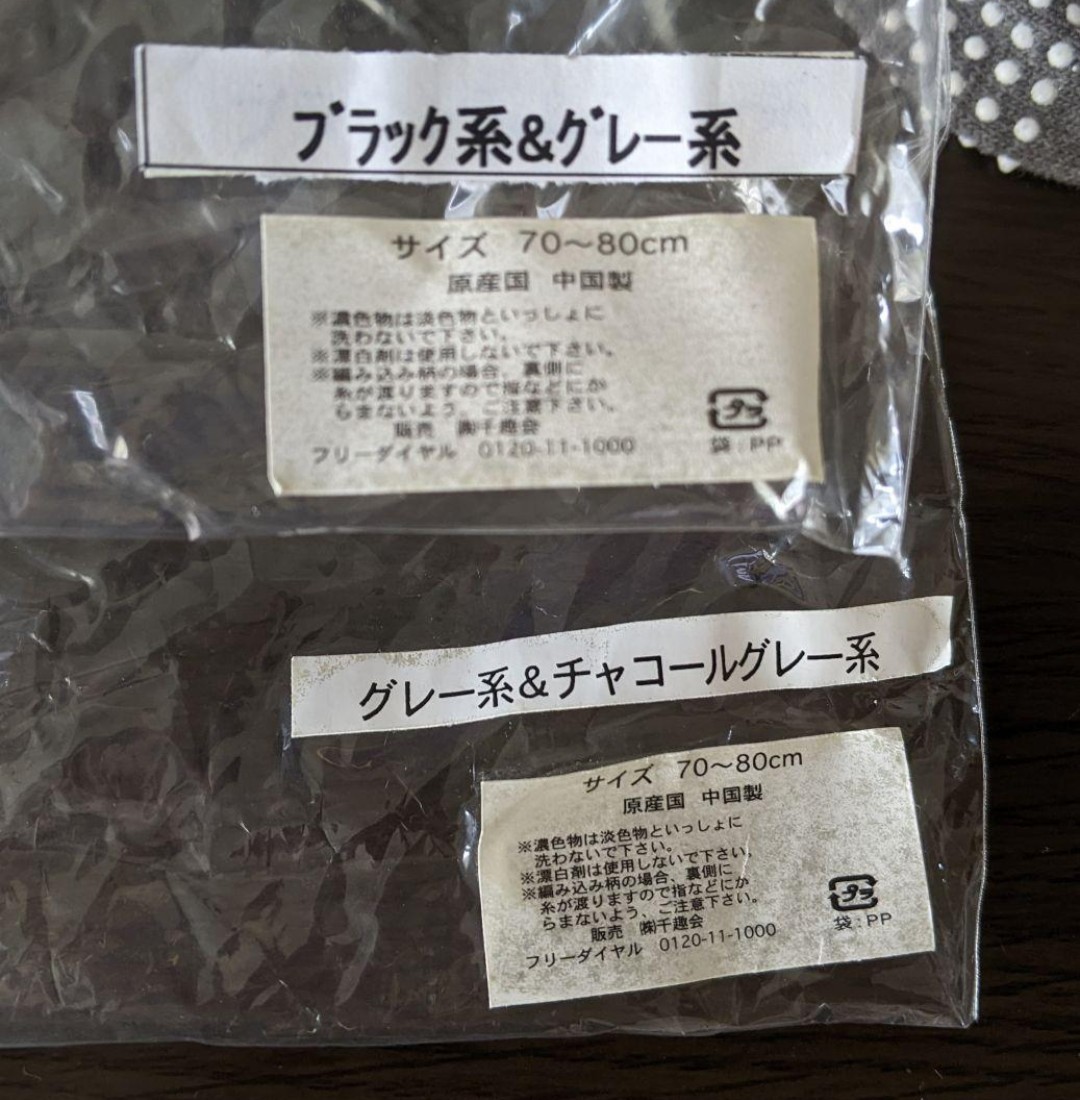 ブラック系&グレー系
サイズ 70～80cm
原産国 中国製
※濃色物は淡色物といっしょに
洗わないで下さい。
※漂白剤は使用しないで下さい。
※編み込み柄の場合、裏側に
糸が渡りますので指などにか
らまないよう、ご注意下さい。
販売 ㈱千趣会
フリーダイヤル 0120-11-1000
プラ
袋：PP
グレー系&チャコールグレー系
サイズ 70～80cm
原産国 中国製
※濃色物は淡色物といっしょに
洗わないで下さい。
※漂白剤は使用しないで下さい。
※編み込み柄の場合、裏側に
糸が渡りますので指などにか
らまないよう、ご注意下さい。
販売 ㈱千趣会
フリーダイヤル 0120-11-1000
プラ
袋：PP